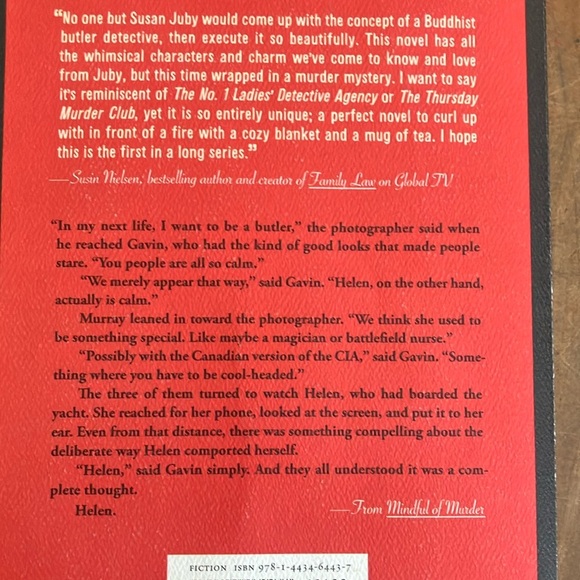 “No one but Susan Juby would come up with the concept of a Buddhist
butler detective, then execute it so beautifully. This novel has all
the whimsical characters and charm we’ve come to know and love
from Juby, but this time wrapped in a murder mystery. I want to say
it’s reminiscent of The No. 1 Ladies’ Detective Agency or The Thursday
Murder Club, yet it is so entirely unique; a perfect novel to curl up
with in front of a fire with a cozy blanket and a mug of tea. I hope
this is the first in a long series.”
—Susin Nielsen, bestselling author and creator of Family Law on Global TV
“In my next life, I want to be a butler,” the photographer said when
he reached Gavin, who had the kind of good looks that made people
stare. “You people are all so calm.”
“We merely appear that way,” said Gavin. “Helen, on the other hand,
actually is calm.”
Murray leaned in toward the photographer. “We think she used to
be something special. Like maybe a magician or battlefield nurse.”
“Possibly with the Canadian version of the CIA,” said Gavin. “Some-
thing where you have to be cool-headed.”
The three of them turned to watch Helen, who had boarded the
yacht. She reached for her phone, looked at the screen, and put it to her
ear. Even from that distance, there was something compelling about the
deliberate way Helen comported herself.
“Helen,” said Gavin simply. And they all understood it was a com-
plete thought.
Helen.
—From Mindful of Murder
FICTION ISBN 978-1-4434-6443-7